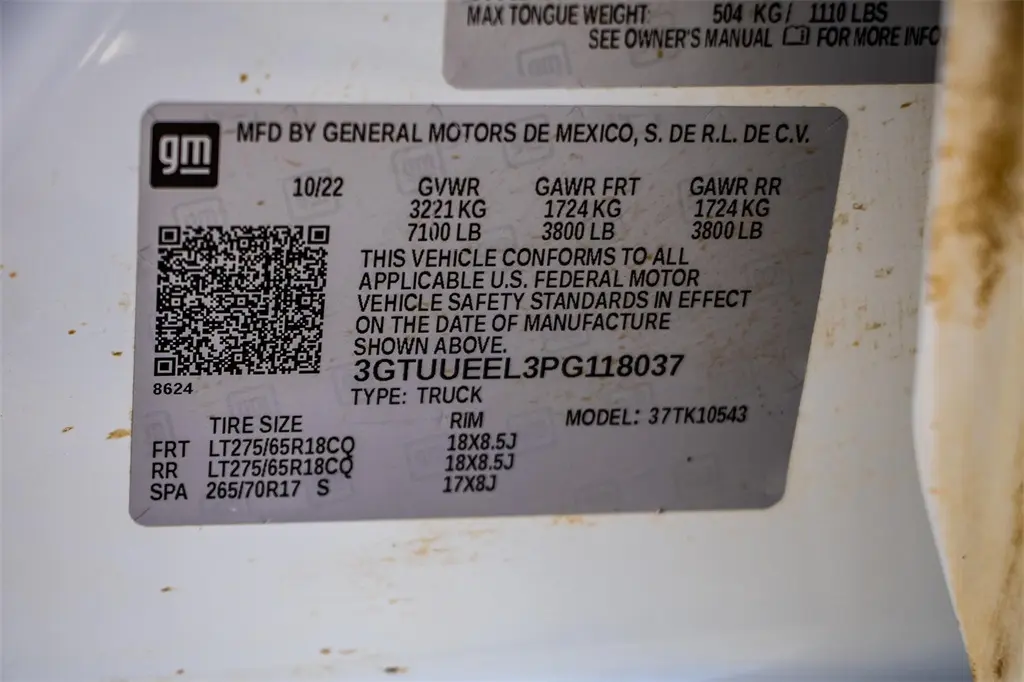 MAX TONGUE WEIGHT: 504 KG/ 1110 LBS
SEE OWNER'S MANUAL FOR MORE INFO
gm
MFD BY GENERAL MOTORS DE MEXICO, S. DE R.L. DE C.V.
10/22 GVWR GAWR FRT GAWR RR
3221 KG 1724 KG 1724 KG
7100 LB 3800 LB 3800 LB
THIS VEHICLE CONFORMS TO ALL
APPLICABLE U.S. FEDERAL MOTOR
VEHICLE SAFETY STANDARDS IN EFFECT
ON THE DATE OF MANUFACTURE
SHOWN ABOVE.
3GTUUEEL3PG118037
8624
TYPE: TRUCK
TIRE SIZE RIM MODEL: 37TK10543
FRT LT275/65R18CQ 18X8.5J
RR LT275/65R18CQ 18X8.5J
SPA 265/70R17 S 17X8J